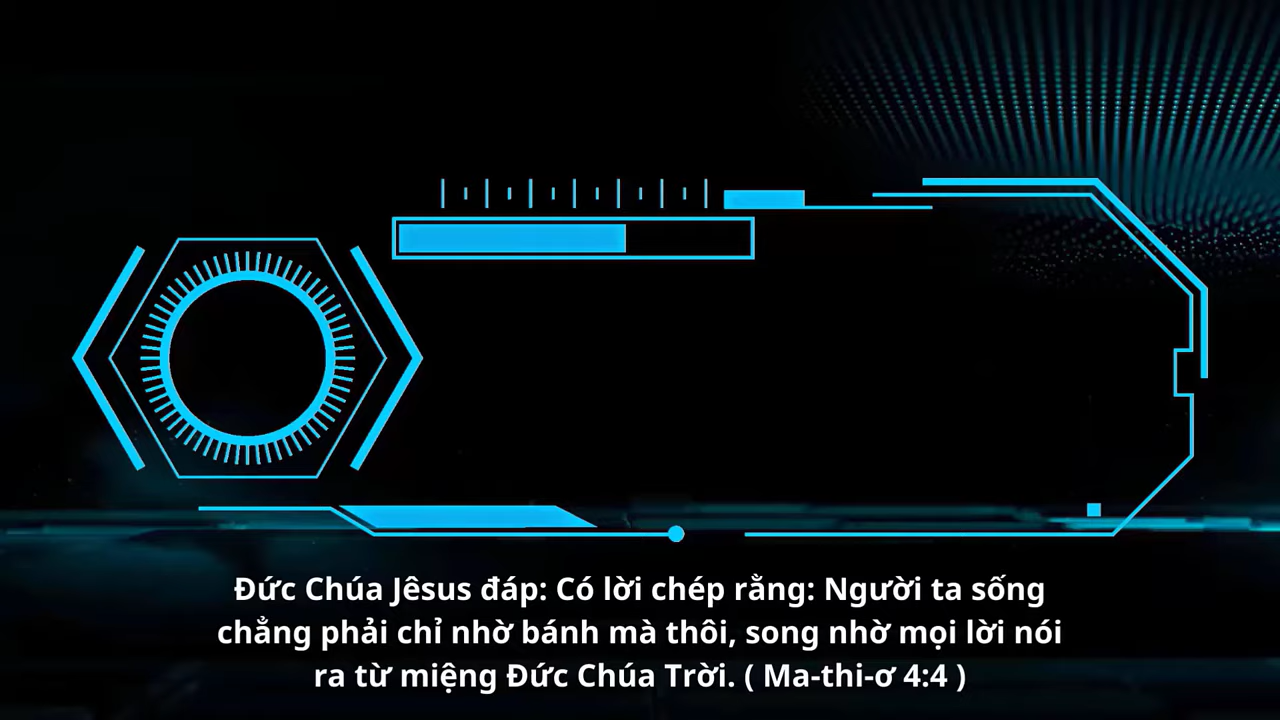 Đức Chúa Jêsus đáp: Có lời chép rằng: Người ta sống
chẳng phải chỉ nhờ bánh mà thôi, song nhờ mọi lời nói
ra từ miệng Đức Chúa Trời. ( Ma-thi-ơ 4:4 )